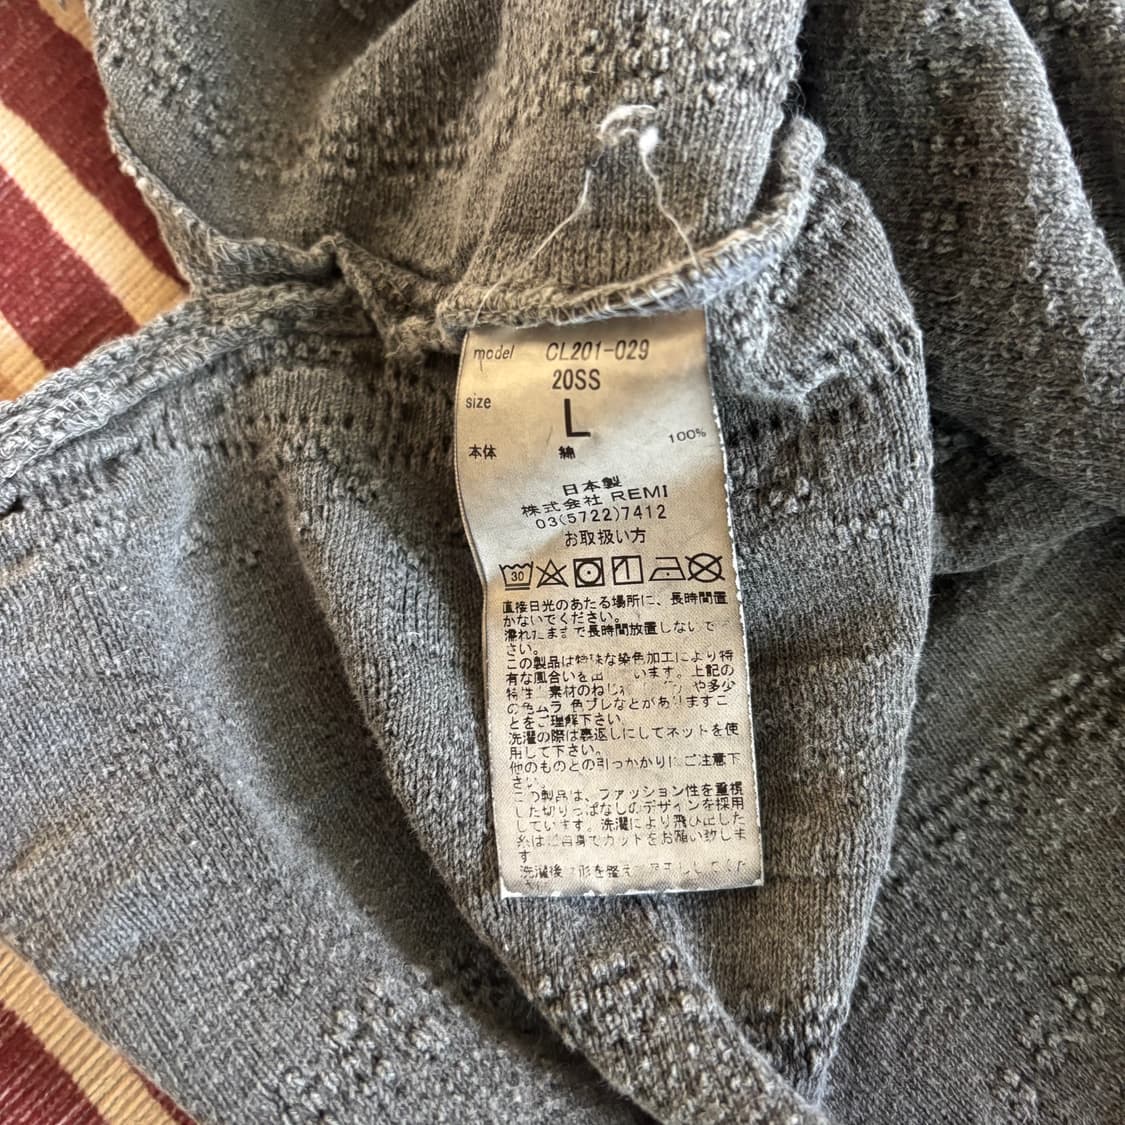 model CL201-029
20SS
size L
本体 綿 100%
日本製
株式会社 REMI
03(5722)7412
お取扱い方
30
1
直接日光のあたる場所に、長時間置
かないでください。
濡れたままで長時間放置しないで
さい。
この製品は特殊な染色加工により特
有な風合いを出 います。上記の
特性 素材のねじ や多少
の色ムラ 色ブレなどがありますこ
とをご理解下さい。
洗濯の際は裏返しにしてネットを使
用して下さい。
他のものとの引っかかりにご注意下
さい。
この製品は、ファッション性を重視
した切りっぱなしのデザインを採用
しています。洗濯により飛び出した
糸はご自身でカットをお願い致しま
す
洗濯後 形を整え